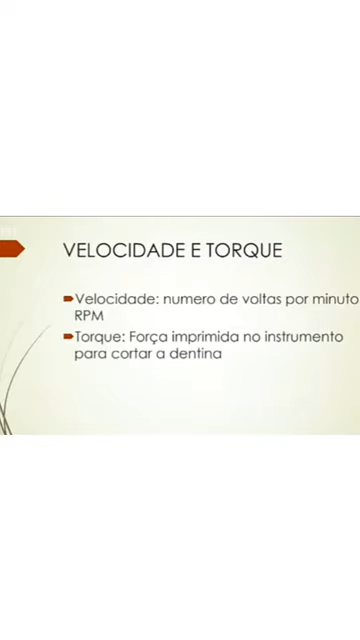 VELOCIDADE E TORQUE
Velocidade: numero de voltas por minuto
RPM
Torque: Força imprimida no instrumento
para cortar a dentina